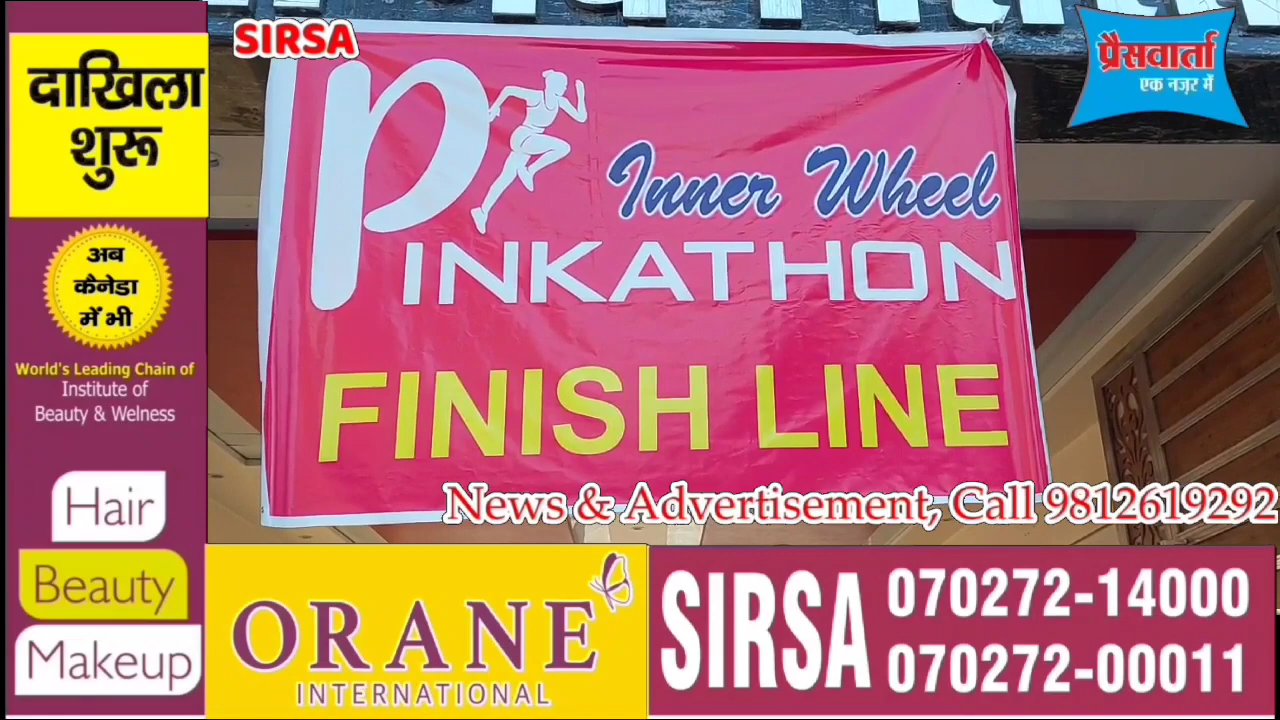 SIRSA
प्रैसवार्ता
एक नज़र में
दाखिला
शुरू
अब
कैनेडा
में भी
World's Leading Chain of
Institute of
Beauty & Welness
Hair
Beauty
Makeup
Inner Wheel
PINKATHON
FINISH LINE
News & Advertisement, Call 9812619292
ORANE
INTERNATIONAL
SIRSA
070272-14000
070272-00011